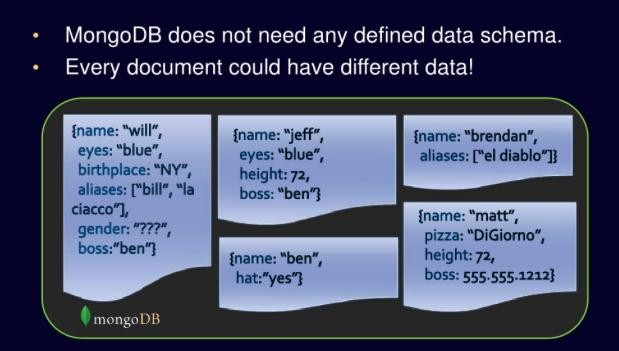 • MongoDB does not need any defined data schema.
• Every document could have different data!
{name: “will”,
eyes: “blue”,
birthplace: “NY”,
aliases: [“bill”, “la
ciacco”],
gender: ”???”,
boss:”ben”}
{name: “jeff”,
eyes: “blue”,
height: 72,
boss: “ben”}
{name: “brendan”,
aliases: [“el diablo”]}
{name: “ben”,
hat:”yes”}
{name: “matt”,
pizza: “DiGiorno”,
height: 72,
boss: 555.555.1212}
mongoDB